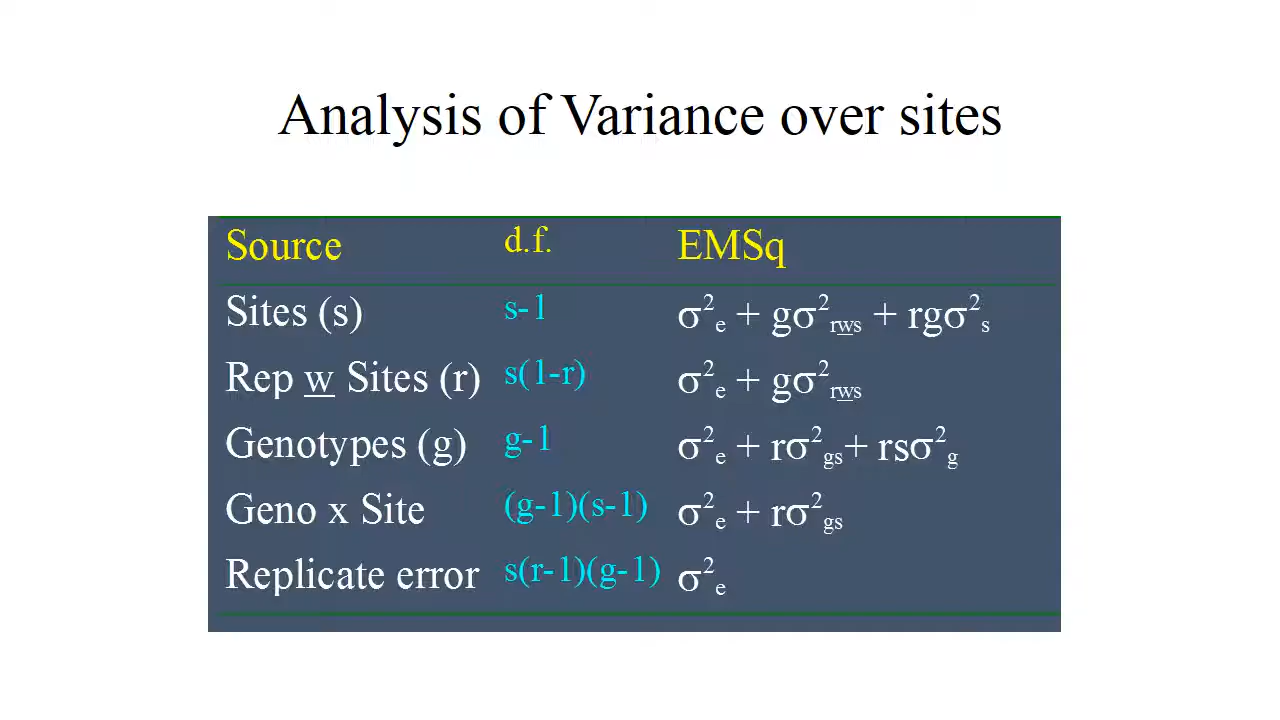 Analysis of Variance over sites
Source d.f. EMSq
Sites (s) s-1 σ²ₑ + gσ²rws + rgσ²s
Rep w Sites (r) s(1-r) σ²ₑ + gσ²rws
Genotypes (g) g-1 σ²ₑ + rσ²gs+ rsσ²g
Geno x Site (g-1)(s-1) σ²ₑ + rσ²gs
Replicate error s(r-1)(g-1) σ²ₑ